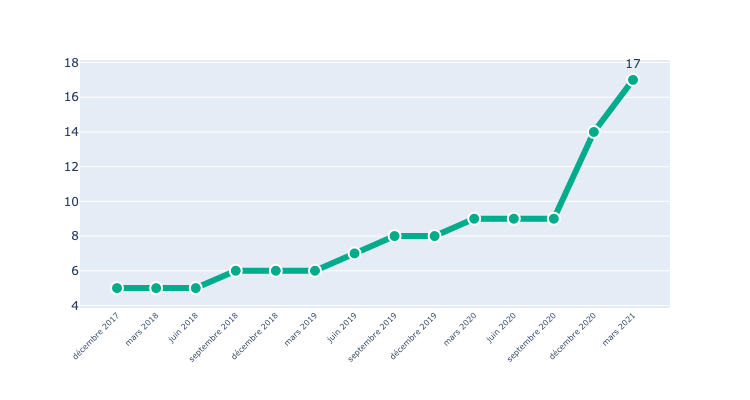 18
17
16
14
12
10
8
6
4
décembre 2017
mars 2018
juin 2018
septembre 2018
décembre 2018
mars 2019
juin 2019
septembre 2019
décembre 2019
mars 2020
juin 2020
septembre 2020
décembre 2020
mars 2021